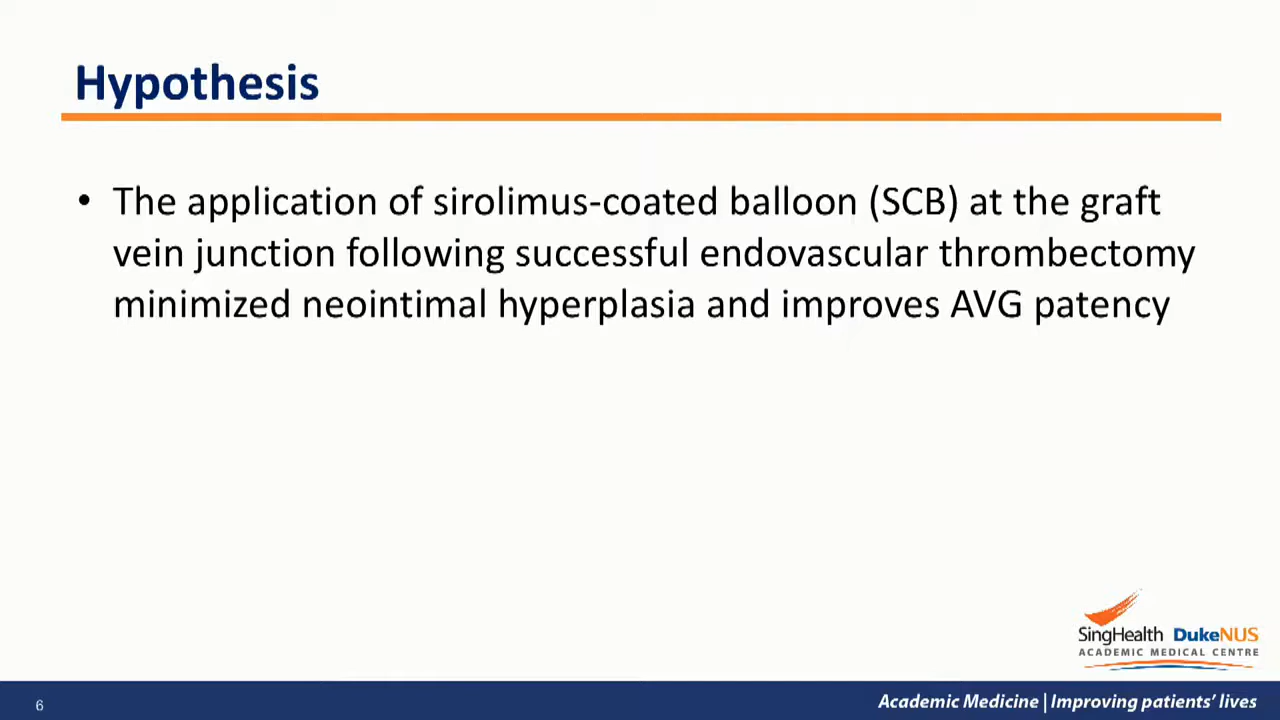 Hypothesis
• The application of sirolimus-coated balloon (SCB) at the graft
vein junction following successful endovascular thrombectomy
minimized neointimal hyperplasia and improves AVG patency
SingHealth DukeNUS
ACADEMIC MEDICAL CENTRE
6
Academic Medicine | Improving patients' lives